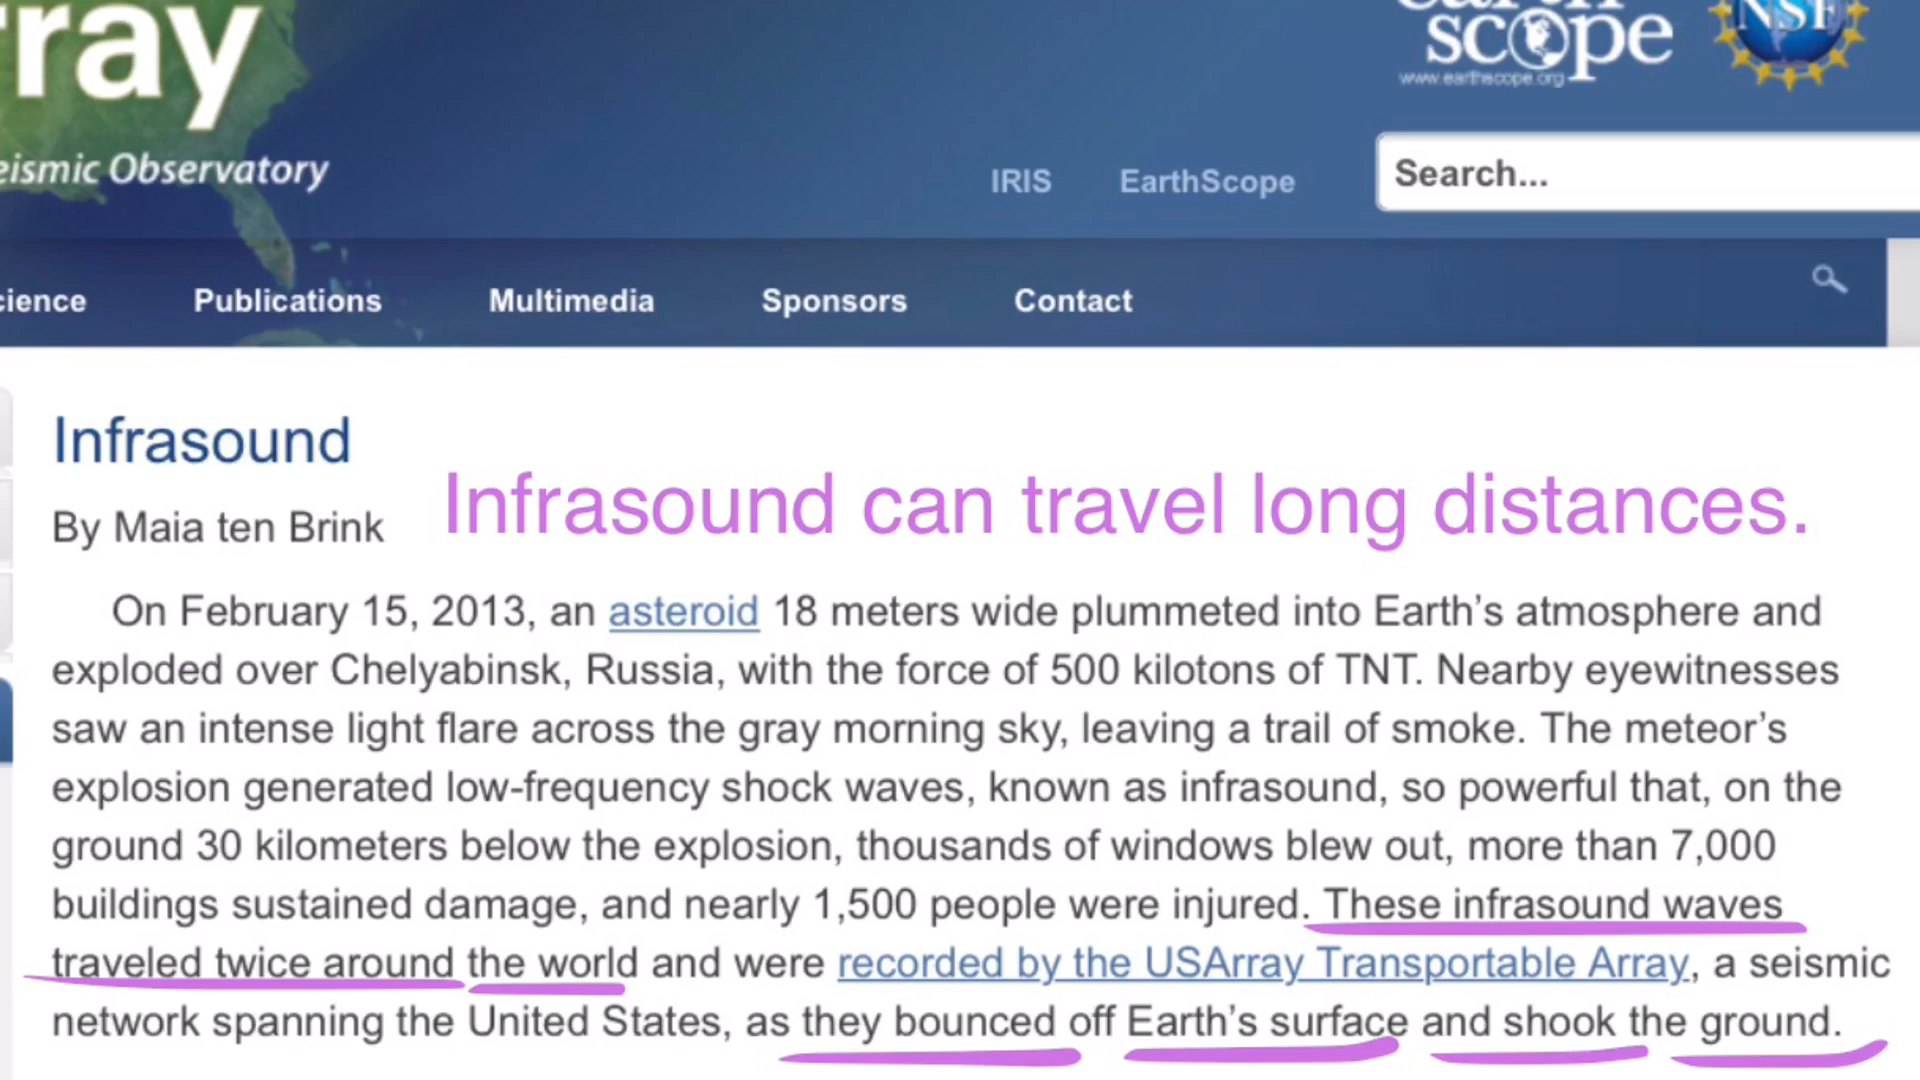 rray
eismic Observatory
earth
scope
www.earthscope.org
NSF
IRIS
EarthScope
Search...
cience
Publications
Multimedia
Sponsors
Contact
Infrasound
Infrasound can travel long distances.
By Maia ten Brink
On February 15, 2013, an asteroid 18 meters wide plummeted into Earth’s atmosphere and
exploded over Chelyabinsk, Russia, with the force of 500 kilotons of TNT. Nearby eyewitnesses
saw an intense light flare across the gray morning sky, leaving a trail of smoke. The meteor’s
explosion generated low-frequency shock waves, known as infrasound, so powerful that, on the
ground 30 kilometers below the explosion, thousands of windows blew out, more than 7,000
buildings sustained damage, and nearly 1,500 people were injured. These infrasound waves
traveled twice around the world and were recorded by the USArray Transportable Array, a seismic
network spanning the United States, as they bounced off Earth’s surface and shook the ground.